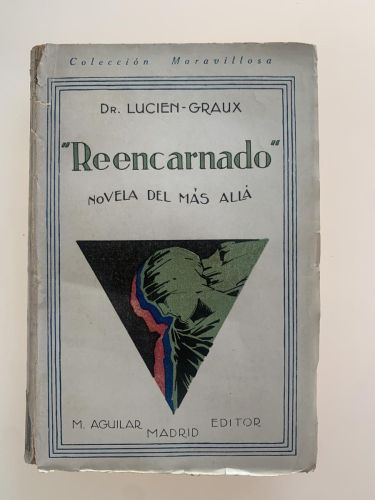 Colección Maravillosa
DR. LUCIEN-GRAUX
"Reencarnado"
NOVELA DEL MÁS ALLÁ
M. AGUILAR EDITOR
MADRID